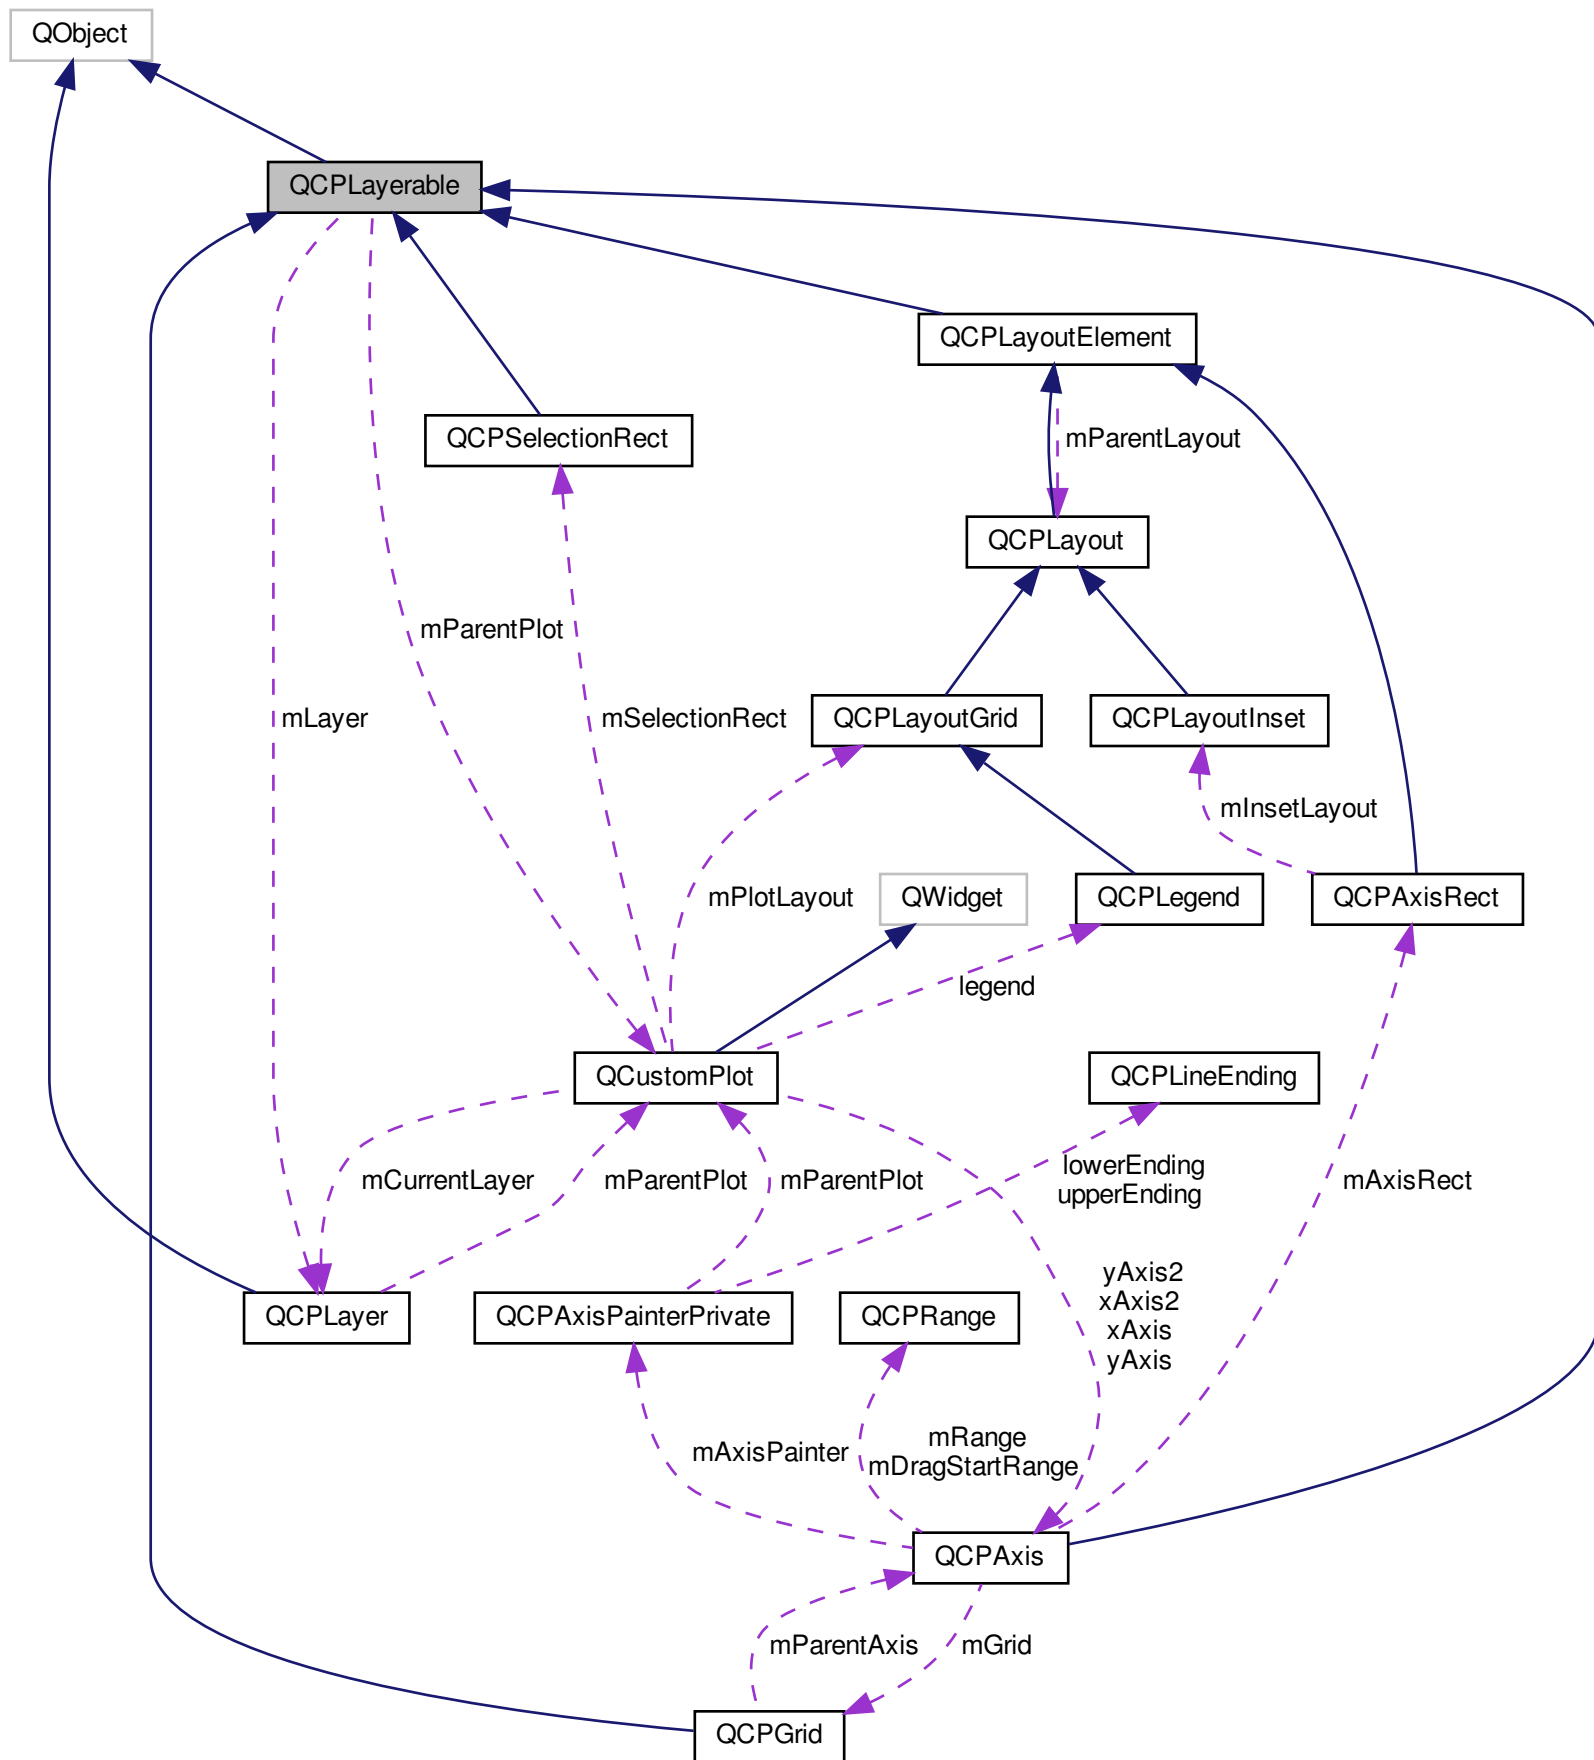 QObject
QCPLayerable
QCPLayoutElement
QCPSelectionRect
mParentLayout
QCPLayout
mParentPlot
mLayer
mSelectionRect
QCPLayoutGrid
QCPLayoutInset
mInsetLayout
mPlotLayout
QWidget
QCPLegend
QCPAxisRect
legend
QCustomPlot
QCPLineEnding
mCurrentLayer
mParentPlot
mParentPlot
lowerEnding
upperEnding
mAxisRect
yAxis2
xAxis2
xAxis
yAxis
QCPLayer
QCPAxisPainterPrivate
QCPRange
mAxisPainter
mRange
mDragStartRange
QCPAxis
mParentAxis
mGrid
QCPGrid